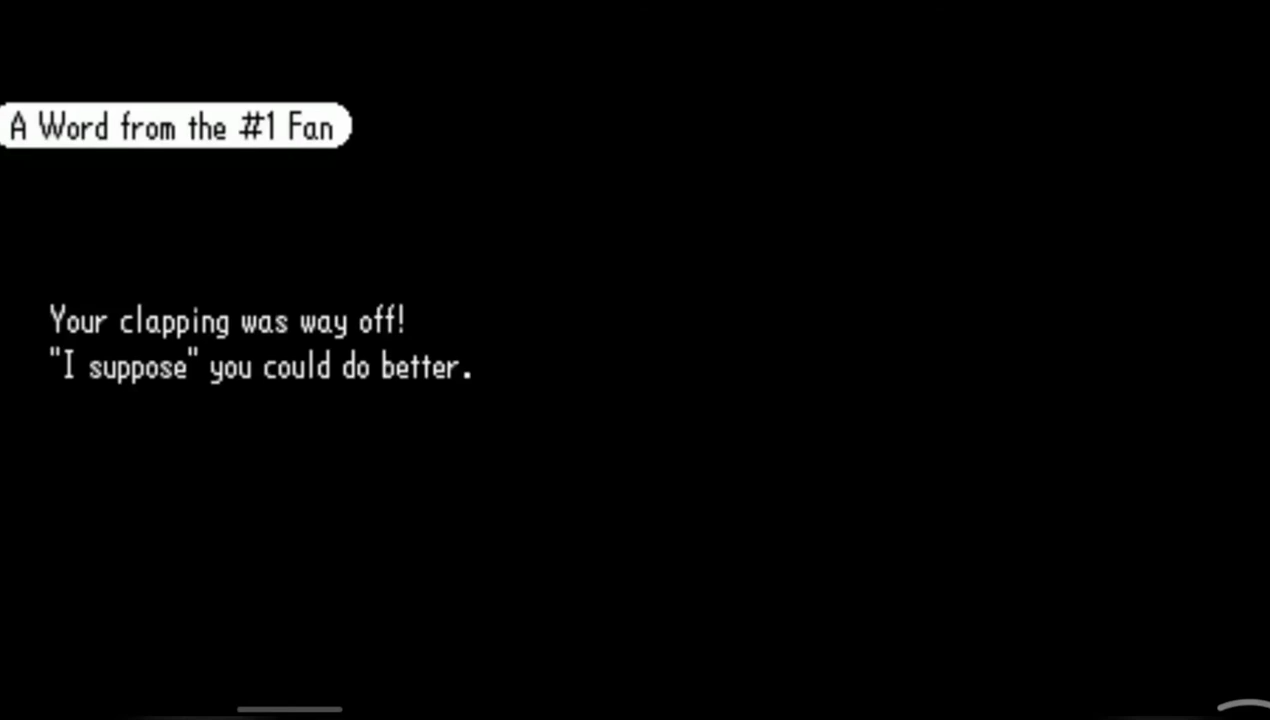 A Word from the #1 Fan
Your clapping was way off!
"I suppose" you could do better.